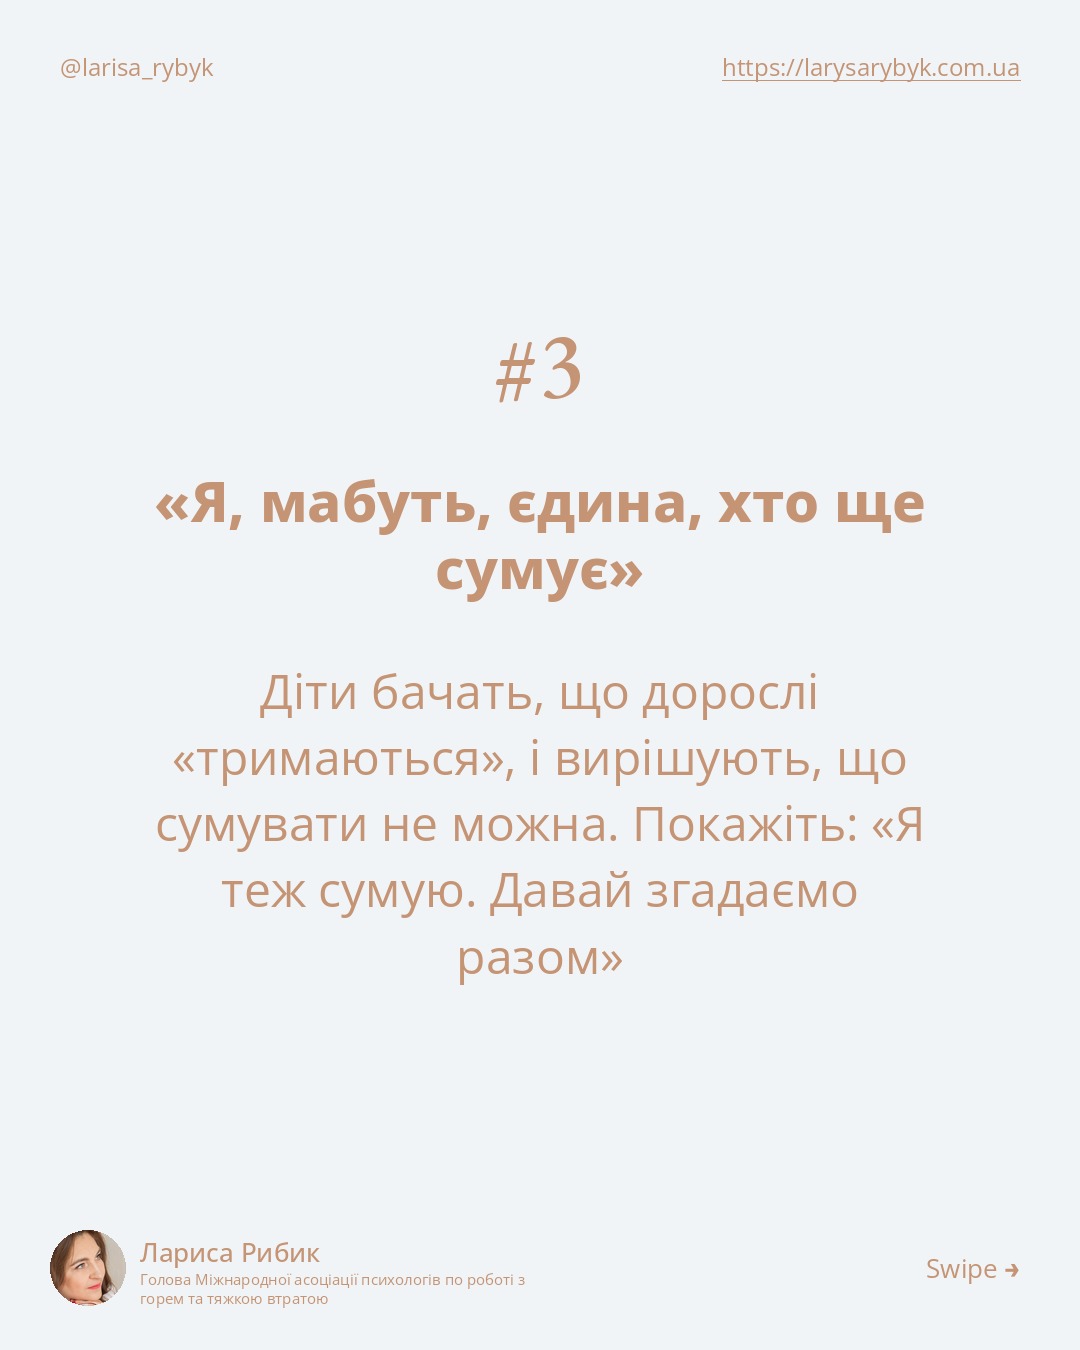 @larisa_rybyk
https://larysarybyk.com.ua
#3
«Я, мабуть, єдина, хто ще
сумує»
Діти бачать, що дорослі
«тримаються», і вирішують, що
сумувати не можна. Покажіть: «Я
теж сумую. Давай згадаємо
разом»
Лариса Рибик
Голова Міжнародної асоціації психологів по роботі з
горем та тяжкою втратою
Swipe →